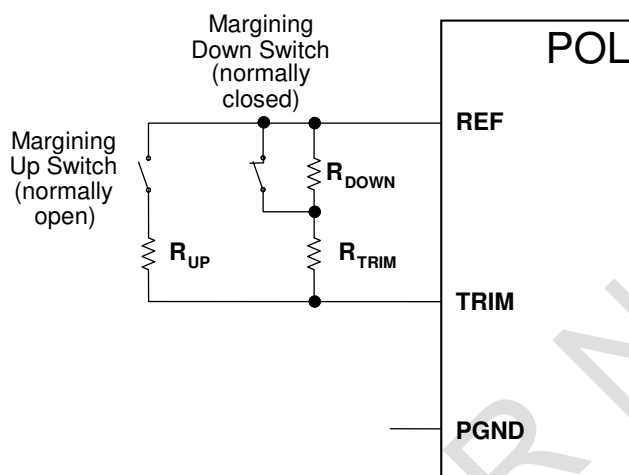 Margining
Down Switch
(normally
closed)
POL
REF
Margining
Up Switch
(normally
open)
RDOWN
RUP
RTRIM
TRIM
PGND
R N